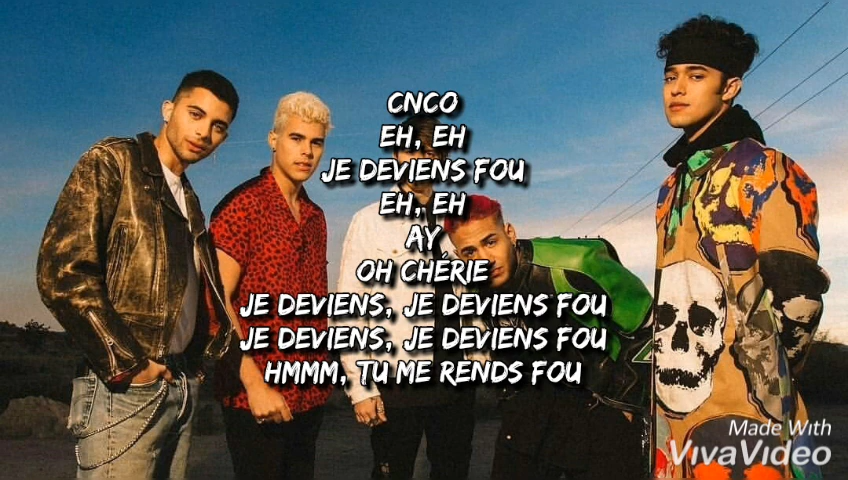 CNCO
EH, EH
JE DEVIENS FOU
EH, EH
AY
OH CHÉRIE
JE DEVIENS, JE DEVIENS FOU
JE DEVIENS, JE DEVIENS FOU
HMMM, TU ME RENDS FOU
Made With
VivaVideo